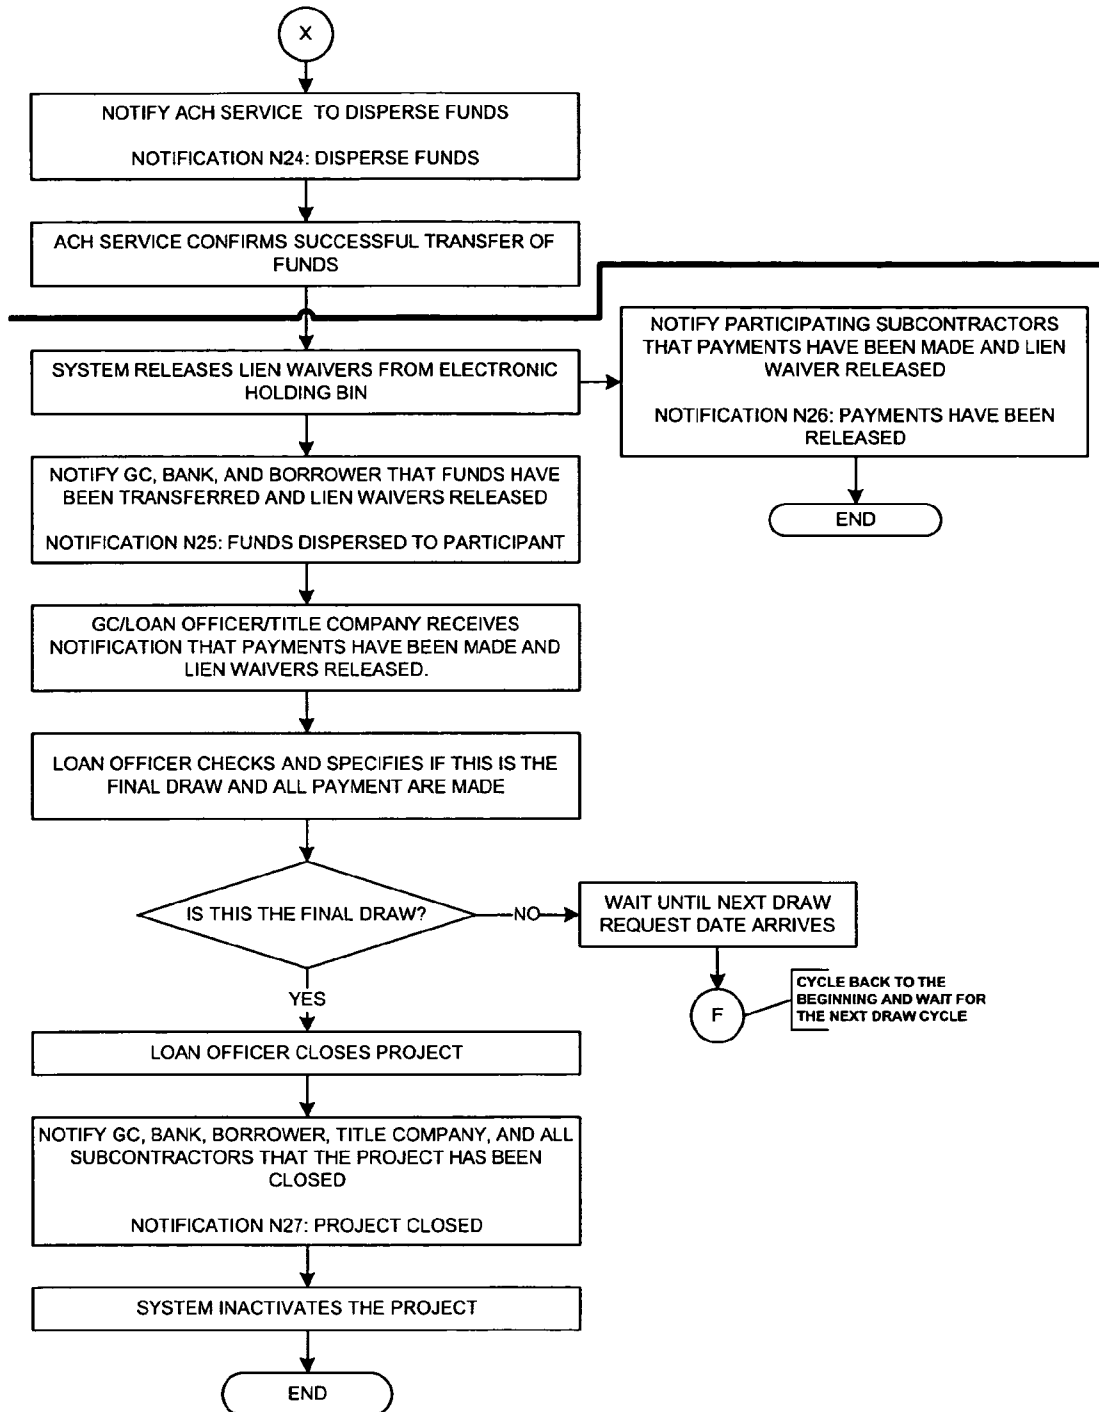 X
NOTIFY ACH SERVICE TO DISPERSE FUNDS
NOTIFICATION N24: DISPERSE FUNDS
ACH SERVICE CONFIRMS SUCCESSFUL TRANSFER OF
FUNDS
SYSTEM RELEASES LIEN WAIVERS FROM ELECTRONIC
HOLDING BIN
NOTIFY PARTICIPATING SUBCONTRACTORS
THAT PAYMENTS HAVE BEEN MADE AND LIEN
WAIVER RELEASED
NOTIFICATION N26: PAYMENTS HAVE BEEN
RELEASED
END
NOTIFY GC, BANK, AND BORROWER THAT FUNDS HAVE
BEEN TRANSFERRED AND LIEN WAIVERS RELEASED
NOTIFICATION N25: FUNDS DISPERSED TO PARTICIPANT
GC/LOAN OFFICER/TITLE COMPANY RECEIVES
NOTIFICATION THAT PAYMENTS HAVE BEEN MADE AND
LIEN WAIVERS RELEASED.
LOAN OFFICER CHECKS AND SPECIFIES IF THIS IS THE
FINAL DRAW AND ALL PAYMENT ARE MADE
IS THIS THE FINAL DRAW?
NO
WAIT UNTIL NEXT DRAW
REQUEST DATE ARRIVES
F
CYCLE BACK TO THE
BEGINNING AND WAIT FOR
THE NEXT DRAW CYCLE
YES
LOAN OFFICER CLOSES PROJECT
NOTIFY GC, BANK, BORROWER, TITLE COMPANY, AND ALL
SUBCONTRACTORS THAT THE PROJECT HAS BEEN
CLOSED
NOTIFICATION N27: PROJECT CLOSED
SYSTEM INACTIVATES THE PROJECT
END